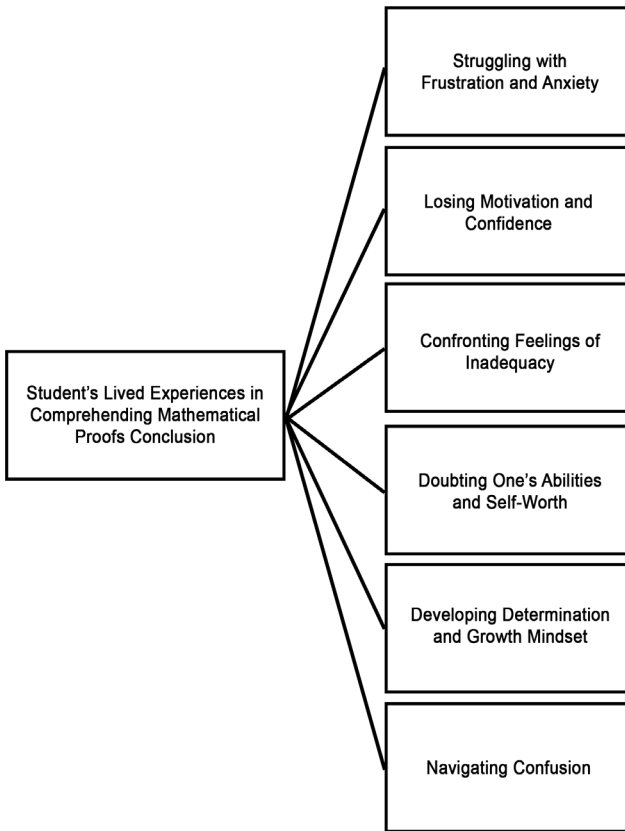 Struggling with
Frustration and Anxiety
Losing Motivation and
Confidence
Confronting Feelings of
Inadequacy
Student's Lived Experiences in
Comprehending Mathematical
Proofs Conclusion
Doubting One's Abilities
and Self-Worth
Developing Determination
and Growth Mindset
Navigating Confusion